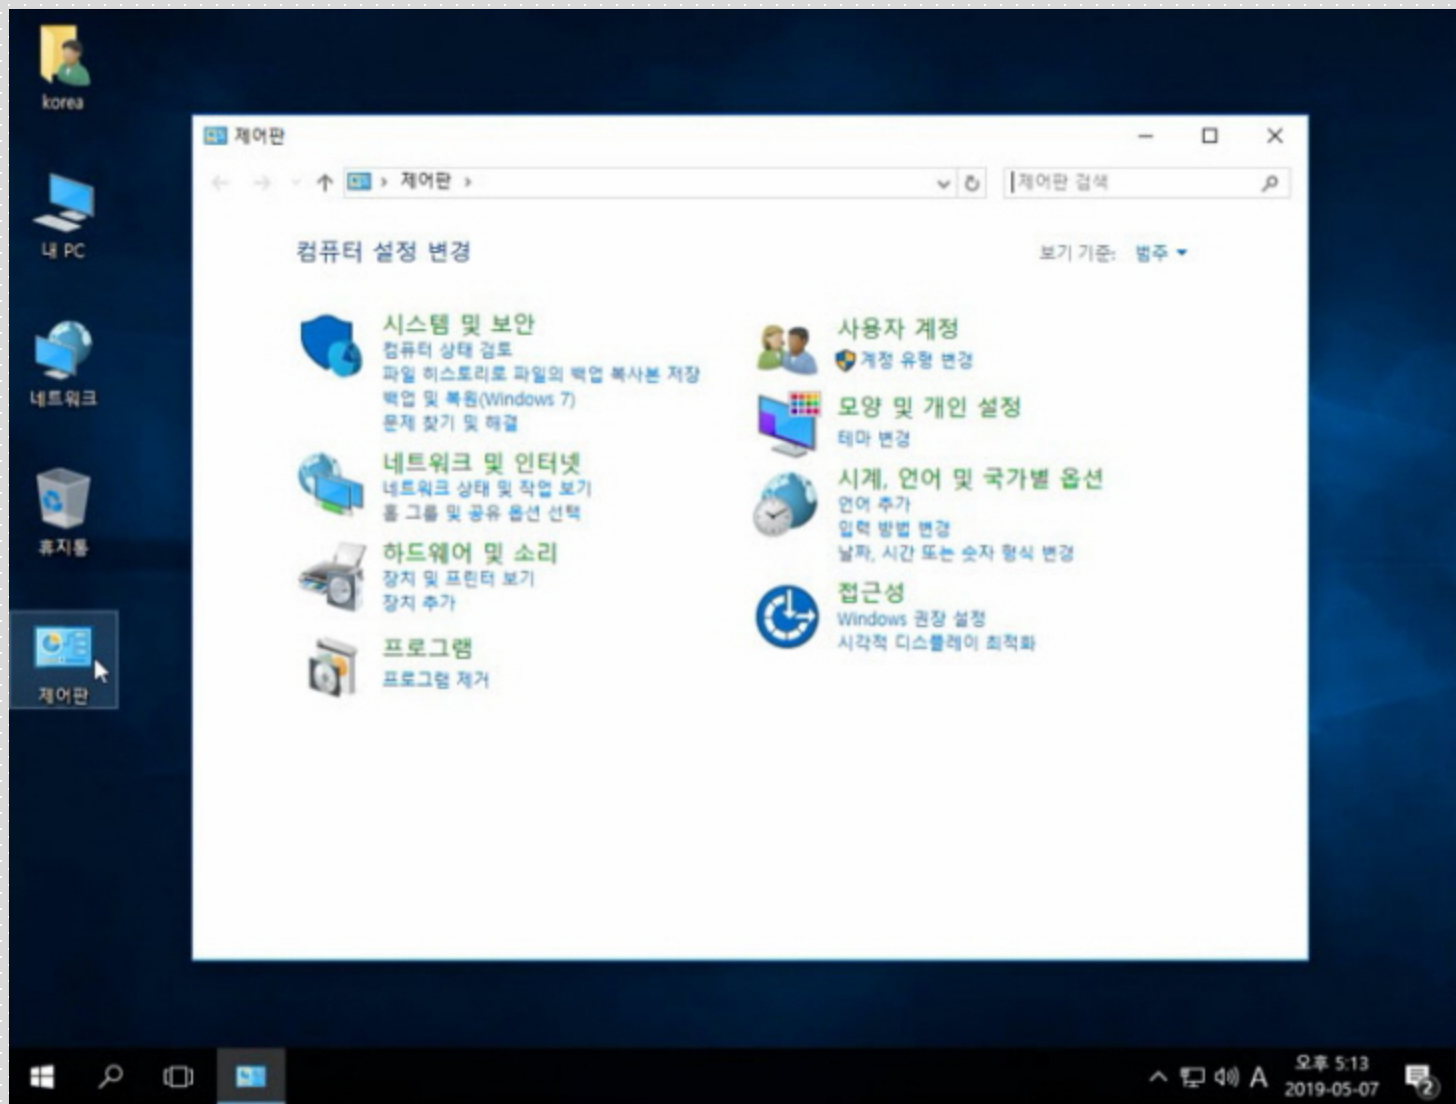 korea
내 PC
네트워크
휴지통
제어판
제어판
제어판
제어판 검색
컴퓨터 설정 변경
보기 기준: 범주
시스템 및 보안
컴퓨터 상태 검토
파일 히스토리로 파일의 백업 복사본 저장
백업 및 복원(Windows 7)
문제 찾기 및 해결
네트워크 및 인터넷
네트워크 상태 및 작업 보기
홈 그룹 및 공유 옵션 선택
하드웨어 및 소리
장치 및 프린터 보기
장치 추가
프로그램
프로그램 제거
사용자 계정
계정 유형 변경
모양 및 개인 설정
테마 변경
시계, 언어 및 국가별 옵션
언어 추가
입력 방법 변경
날짜, 시간 또는 숫자 형식 변경
접근성
Windows 권장 설정
시각적 디스플레이 최적화
A
오후 5:13
2019-05-07
2